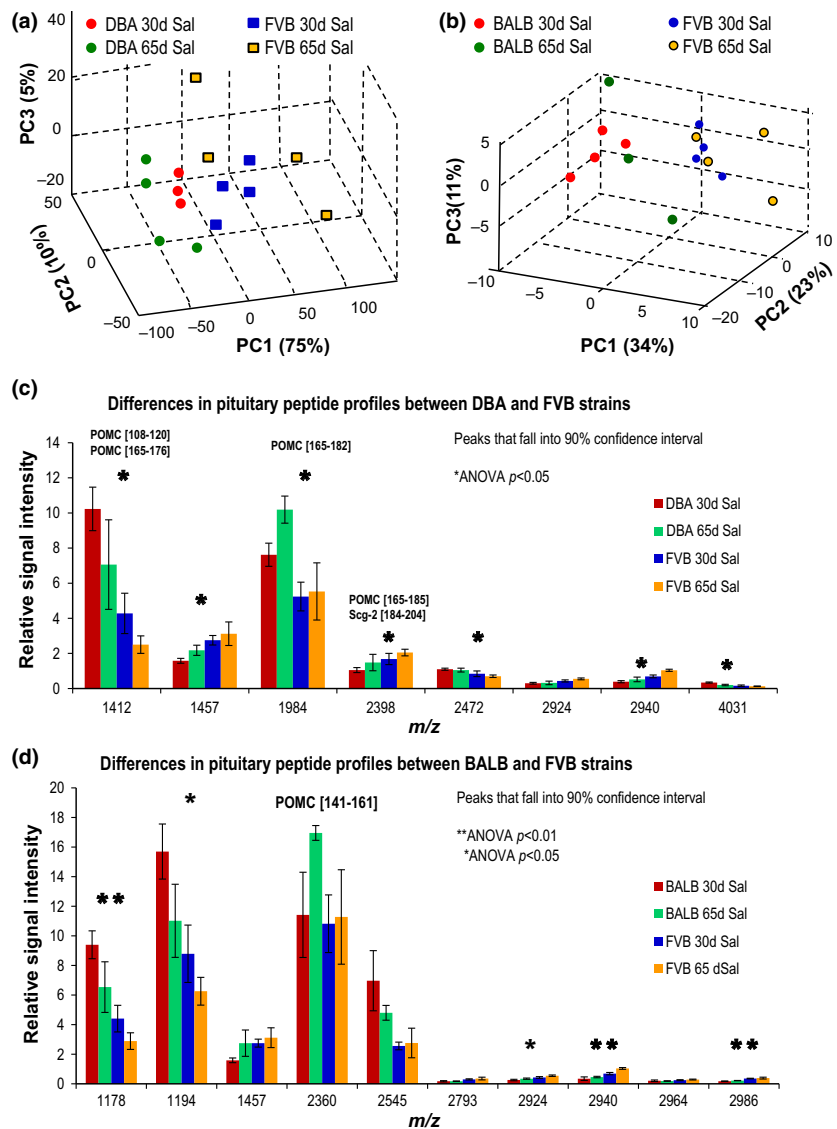 (a)
DBA 30d Sal
FVB 30d Sal
DBA 65d Sal
FVB 65d Sal
40
20
0
–20
PC3 (5%)
50
0
–50
PC2 (10%)
–100
–50
0
50
100
PC1 (75%)
(b)
BALB 30d Sal
FVB 30d Sal
BALB 65d Sal
FVB 65d Sal
5
0
–5
PC3(11%)
–10
–5
0
5
10
PC1 (34%)
10
0
–10
–20
PC2 (23%)
(c)
Differences in pituitary peptide profiles between DBA and FVB strains
POMC [108-120]
POMC [165-176]
*
POMC [165-182]
*
Peaks that fall into 90% confidence interval
*ANOVA p<0.05
DBA 30d Sal
DBA 65d Sal
FVB 30d Sal
FVB 65d Sal
POMC [165-185]
Scg-2 [184-204]
* * * * *
14
12
10
8
6
4
2
0
Relative signal intensity
1412 1457 1984 2398 2472 2924 2940 4031
m/z
(d)
Differences in pituitary peptide profiles between BALB and FVB strains
*
POMC [141-161]
Peaks that fall into 90% confidence interval
**ANOVA p<0.01
*ANOVA p<0.05
BALB 30d Sal
BALB 65d Sal
FVB 30d Sal
FVB 65 dSal
**
* ** **
20
18
16
14
12
10
8
6
4
2
0
Relative signal intensity
1178 1194 1457 2360 2545 2793 2924 2940 2964 2986
m/z